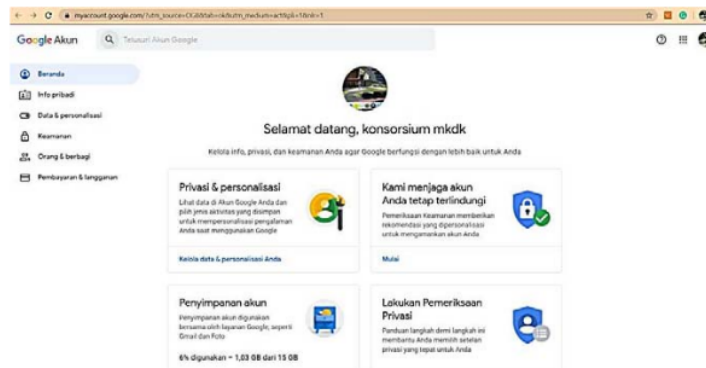 myaccount.google.com/?utm_source=OGB&tab=mk&utm_medium=act&pli=1&nk=1
Google Akun
Telusuri Akun Google
Beranda
Info pribadi
Data & personalisasi
Keamanan
Orang & berbagi
Pembayaran & langganan
Selamat datang, konsorsium mkdk
Kelola info, privasi, dan keamanan Anda agar Google berfungsi dengan lebih baik untuk Anda
Privasi & personalisasi
Lihat data di Akun Google Anda dan
pilih jenis aktivitas yang disimpan
untuk mempersonalisasi pengalaman
Anda saat menggunakan Google
Kelola data & personalisasi Anda
Kami menjaga akun
Anda tetap terlindungi
Pemeriksaan Keamanan memberikan
rekomendasi yang dipersonalisasi
untuk mengamankan akun Anda
Mulai
Penyimpanan akun
Penyimpanan akun digunakan
bersama oleh layanan Google, seperti
Gmail dan Foto
6% digunakan – 1,03 GB dari 15 GB
Lakukan Pemeriksaan
Privasi
Panduan langkah demi langkah ini
membantu Anda memilih setelan
privasi yang tepat untuk Anda